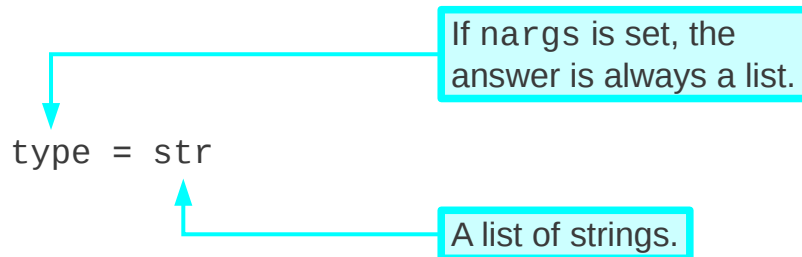 If nargs is set, the
answer is always a list.
type = str
A list of strings.